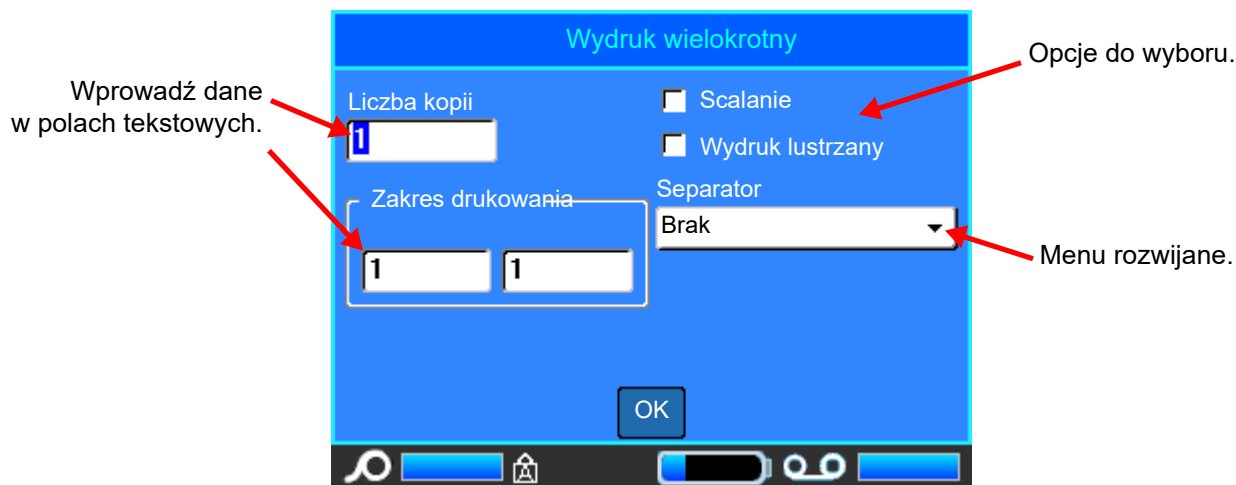 Wydruk wielokrotny
Opcje do wyboru.
Wprowadź dane
w polach tekstowych.
Liczba kopii
1
Scalanie
Wydruk lustrzany
Zakres drukowania
1 1
Separator
Brak
Menu rozwijane.
OK
A